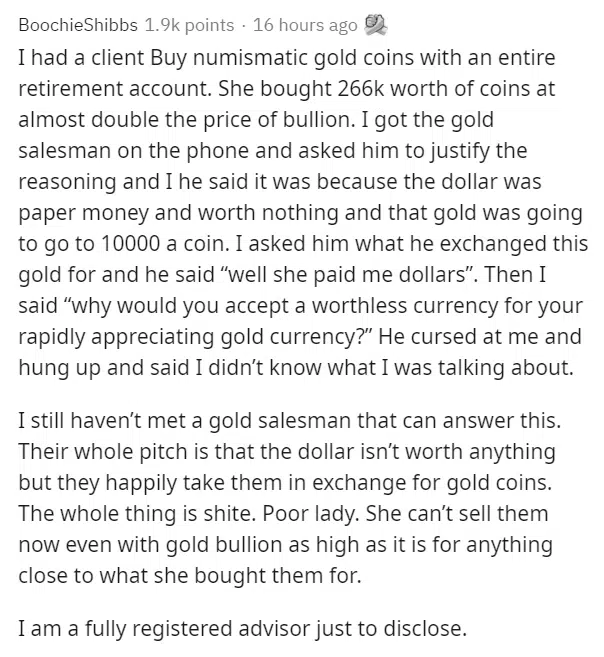 BoochieShibbs 1.9k points · 16 hours ago
I had a client Buy numismatic gold coins with an entire
retirement account. She bought 266k worth of coins at
almost double the price of bullion. I got the gold
salesman on the phone and asked him to justify the
reasoning and I he said it was because the dollar was
paper money and worth nothing and that gold was going
to go to 10000 a coin. I asked him what he exchanged this
gold for and he said “well she paid me dollars”. Then I
said “why would you accept a worthless currency for your
rapidly appreciating gold currency?” He cursed at me and
hung up and said I didn’t know what I was talking about.
I still haven’t met a gold salesman that can answer this.
Their whole pitch is that the dollar isn’t worth anything
but they happily take them in exchange for gold coins.
The whole thing is shite. Poor lady. She can’t sell them
now even with gold bullion as high as it is for anything
close to what she bought them for.
I am a fully registered advisor just to disclose.